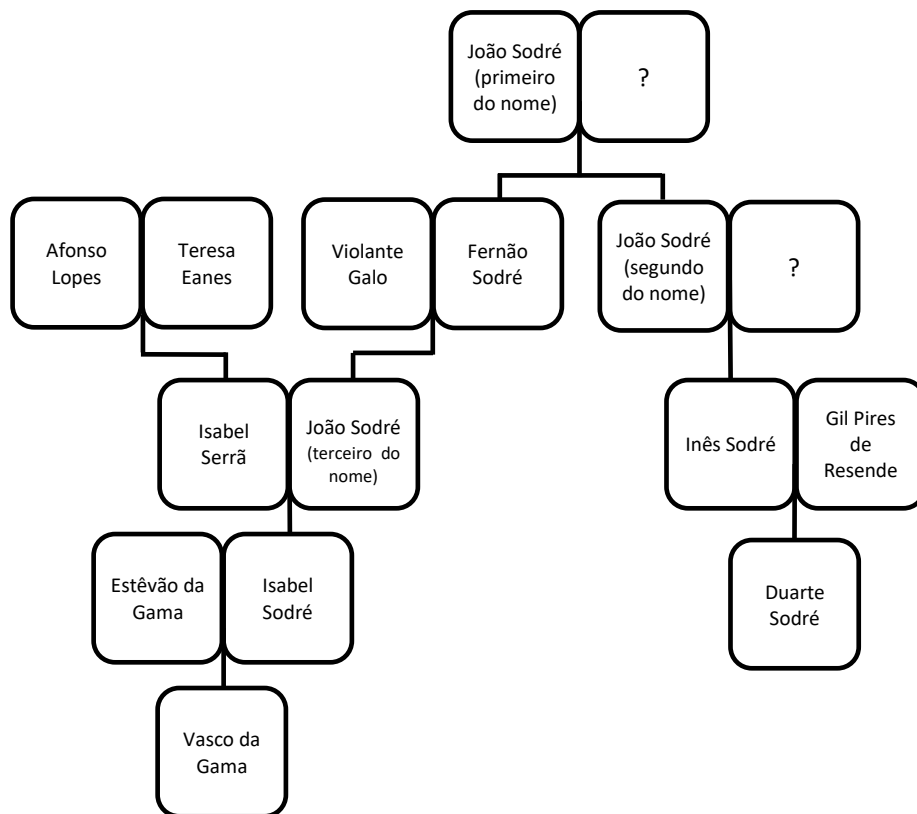 João Sodré
(primeiro
do nome)
?
Afonso
Lopes
Teresa
Eanes
Violante
Galo
Fernão
Sodré
João Sodré
(segundo
do nome)
?
Isabel
Serrã
João Sodré
(terceiro do
nome)
Inês Sodré
Gil Pires
de
Resende
Estêvão da
Gama
Isabel
Sodré
Duarte
Sodré
Vasco da
Gama